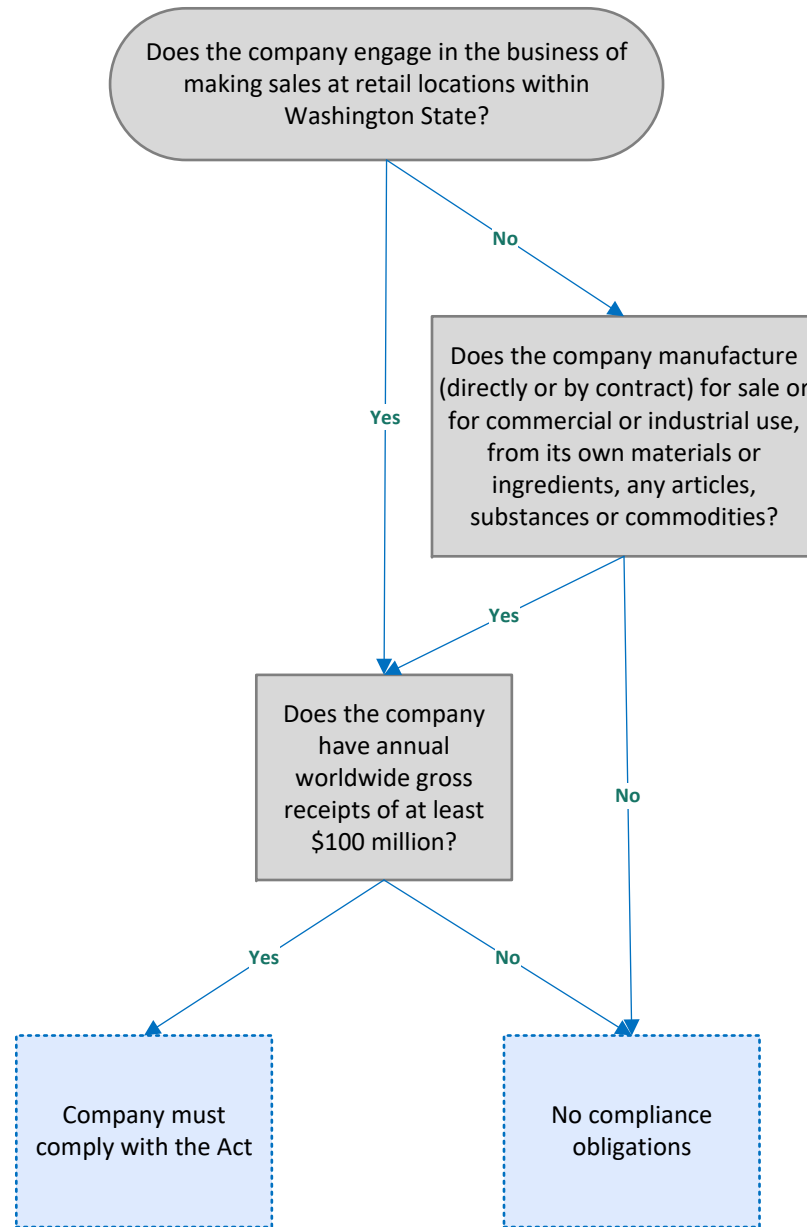 Does the company engage in the business of
making sales at retail locations within
Washington State?
No
Does the company manufacture
(directly or by contract) for sale or
for commercial or industrial use,
from its own materials or
ingredients, any articles,
substances or commodities?
Yes
Yes
Does the company
have annual
worldwide gross
receipts of at least
$100 million?
No
Yes
No
Company must
comply with the Act
No compliance
obligations